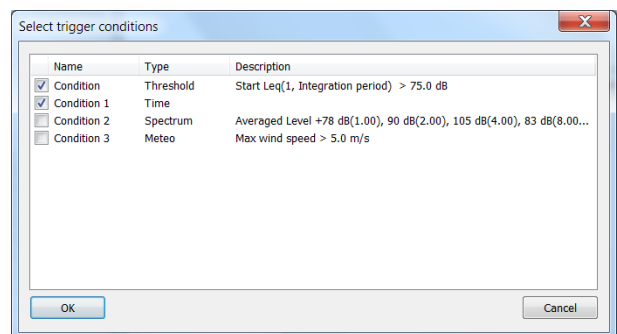 Select trigger conditions
Name Type Description
Condition Threshold Start Leq(1, Integration period) > 75.0 dB
Condition 1 Time
Condition 2 Spectrum Averaged Level +78 dB(1.00), 90 dB(2.00), 105 dB(4.00), 83 dB(8.00...
Condition 3 Meteo Max wind speed > 5.0 m/s
OK Cancel